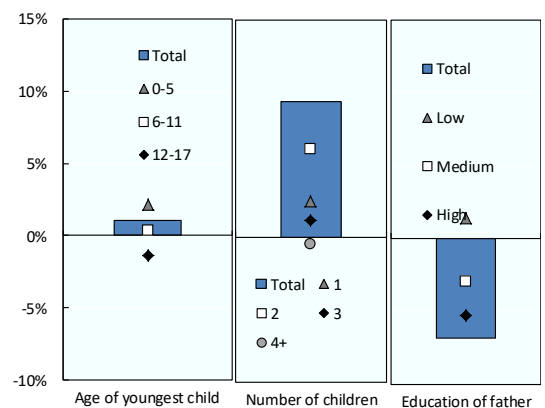 15%
10%
5%
0%
-5%
-10%
Total
0-5
6-11
12-17
Age of youngest child
Total 1
2 3
4+
Number of children
Total
Low
Medium
High
Education of father